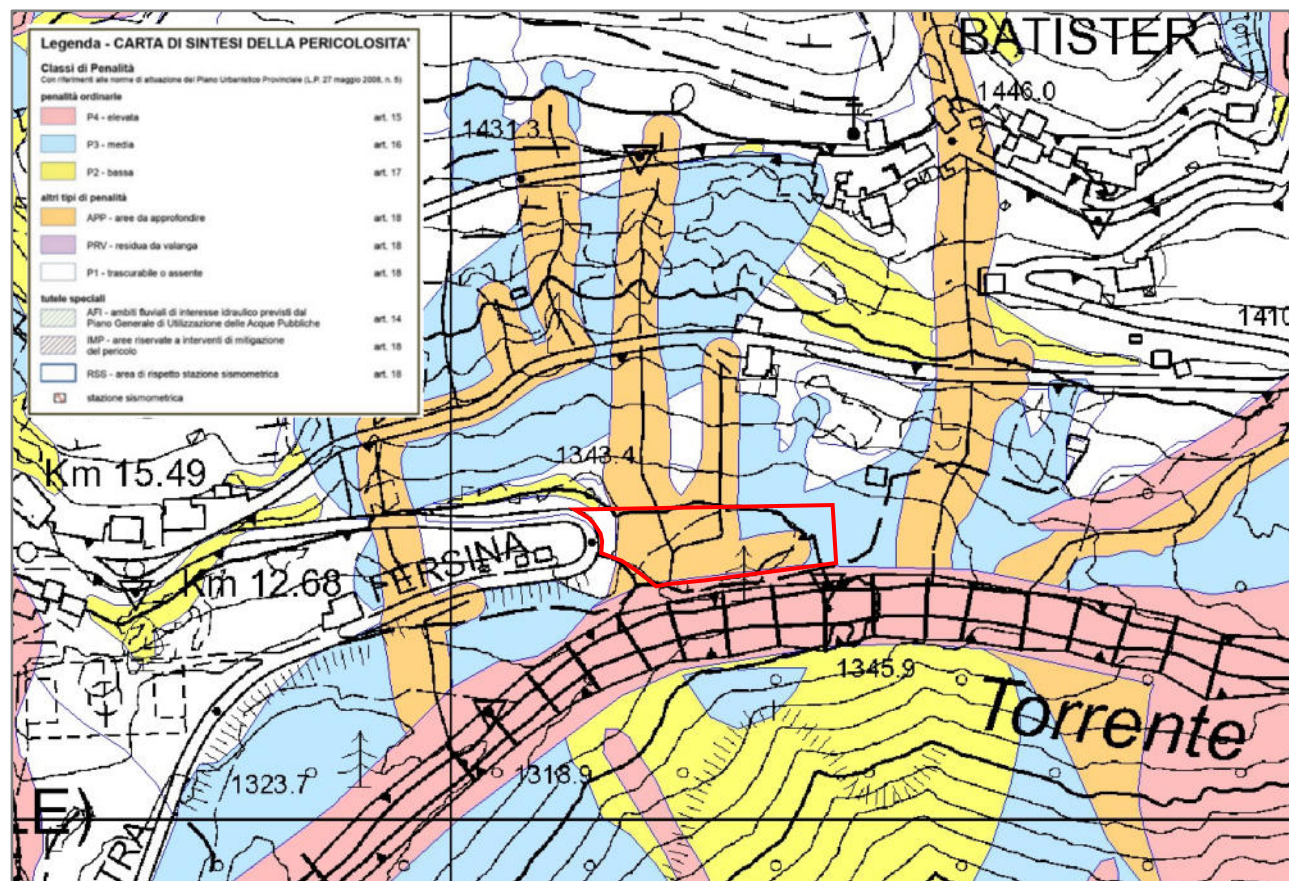 Legenda - CARTA DI SINTESI DELLA PERICOLOSITA'
Classi di Penalità
Con riferimenti alle norme di attuazione del Piano Urbanistico Provinciale (L.P. 27 maggio 2008, n. 5)
penalità ordinarie
P4 - elevata art. 15
P3 - media art. 16
P2 - bassa art. 17
altri tipi di penalità
APP - aree da approfondire art. 18
PRV - residua da valanga art. 18
P1 - trascurabile o assente art. 18
tutele speciali
AFI - ambiti fluviali di interesse idraulico previsti dal
Piano Generale di Utilizzazione delle Acque Pubbliche art. 14
IMP - aree riservate a interventi di mitigazione
del pericolo art. 18
RSS - area di rispetto stazione sismometrica art. 18
stazione sismometrica
BATISTER
1446.0
1431.3
1410
1343.4
Km 15.49
FERSINA
Km 12.68
1345.9
Torrente
1318.9
1323.7
LE)
TRA